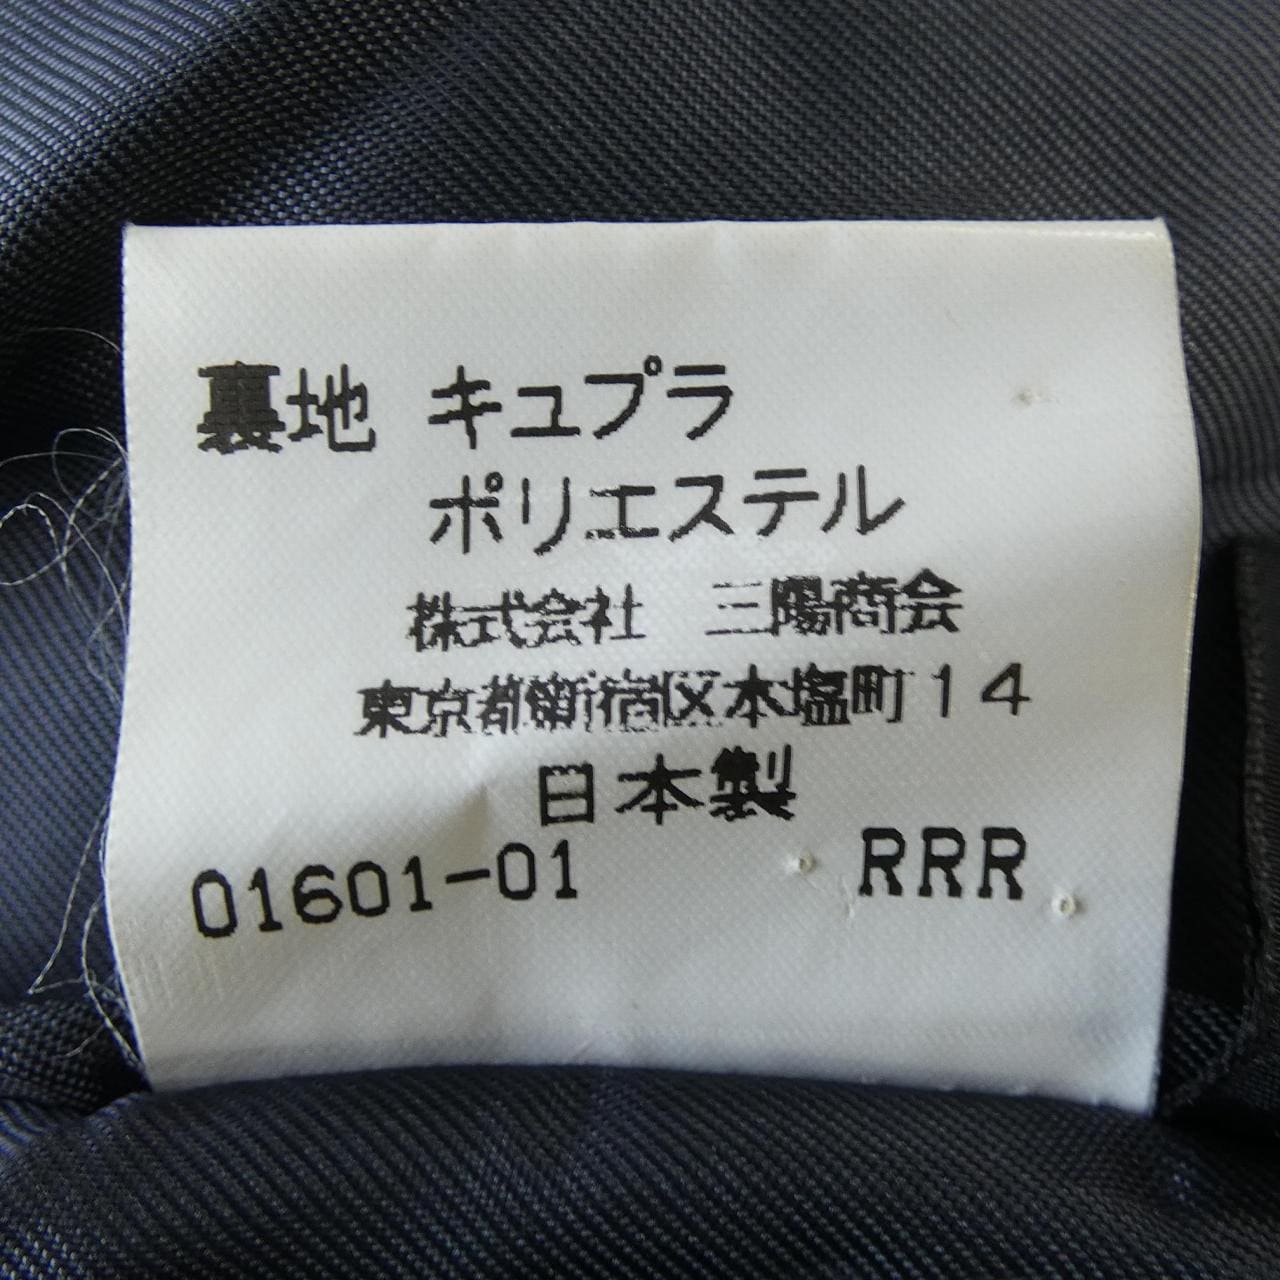 裏地 キュプラ
ポリエステル
株式会社 三陽商会
東京都新宿区本塩町14
日本製
01601-01 RRR